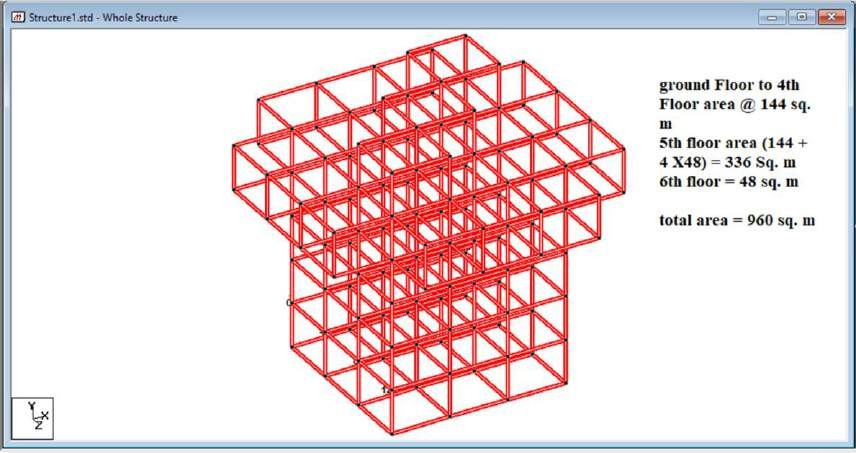 Structure1.std - Whole Structure
ground Floor to 4th
Floor area @ 144 sq.
m
5th floor area (144 +
4 X48) = 336 Sq. m
6th floor = 48 sq. m
total area = 960 sq. m
Y
X
Z